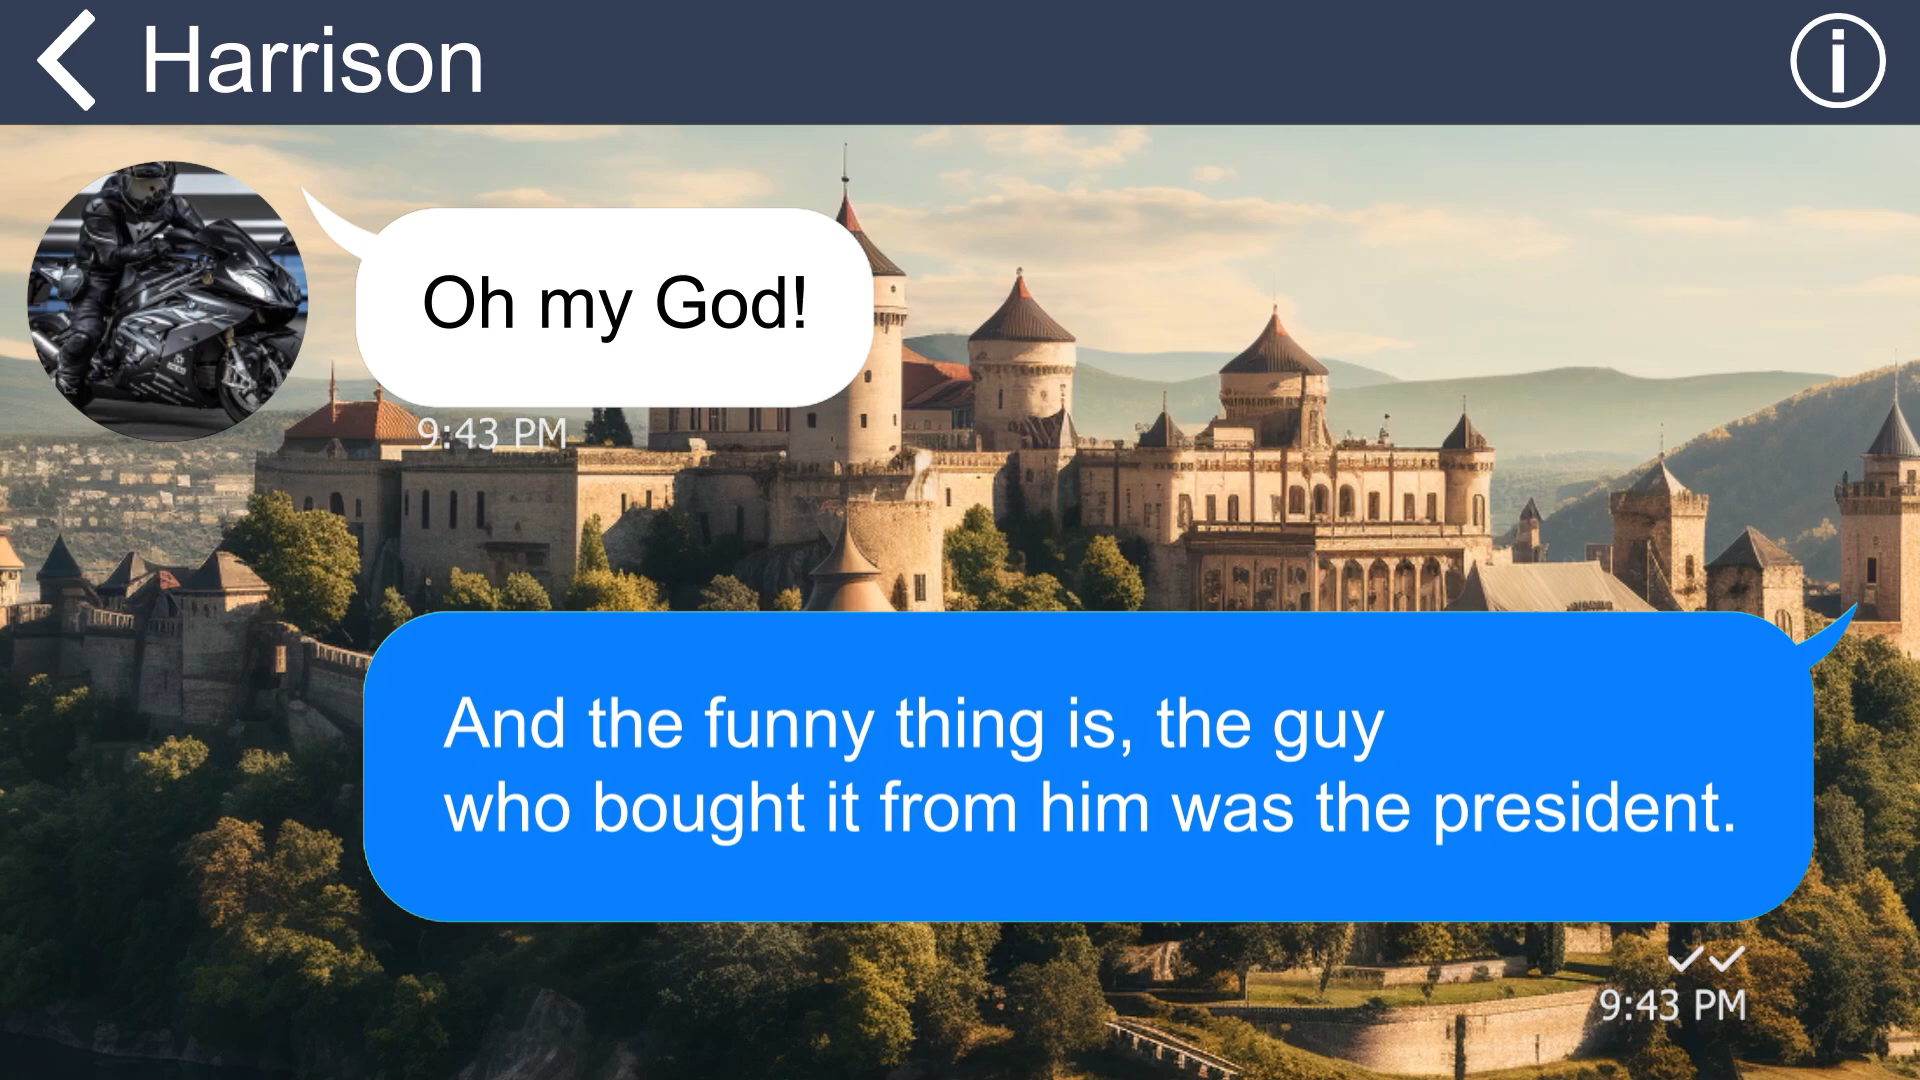 Harrison
Oh my God!
9:43 PM
And the funny thing is, the guy
who bought it from him was the president.
9:43 PM